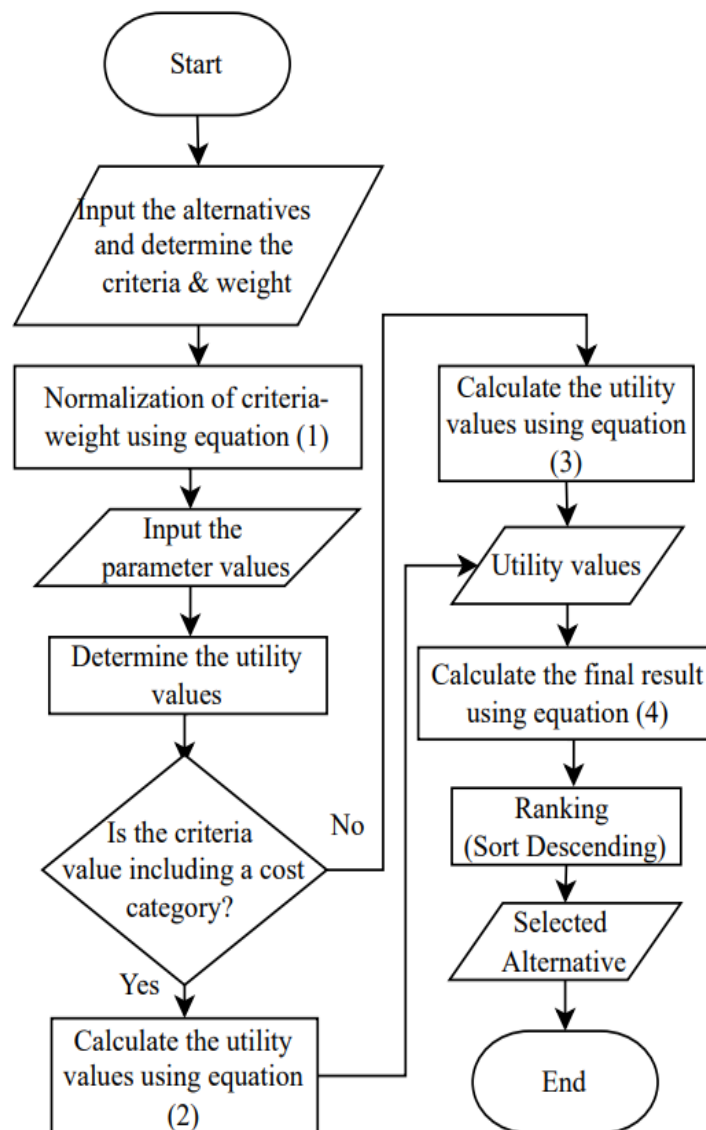 Start
Input the alternatives
and determine the
criteria & weight
Normalization of criteria-
weight using equation (1)
Input the
parameter values
Determine the utility
values
Is the criteria
value including a cost
category?
No
Yes
Calculate the utility
values using equation
(2)
Calculate the utility
values using equation
(3)
Utility values
Calculate the final result
using equation (4)
Ranking
(Sort Descending)
Selected
Alternative
End